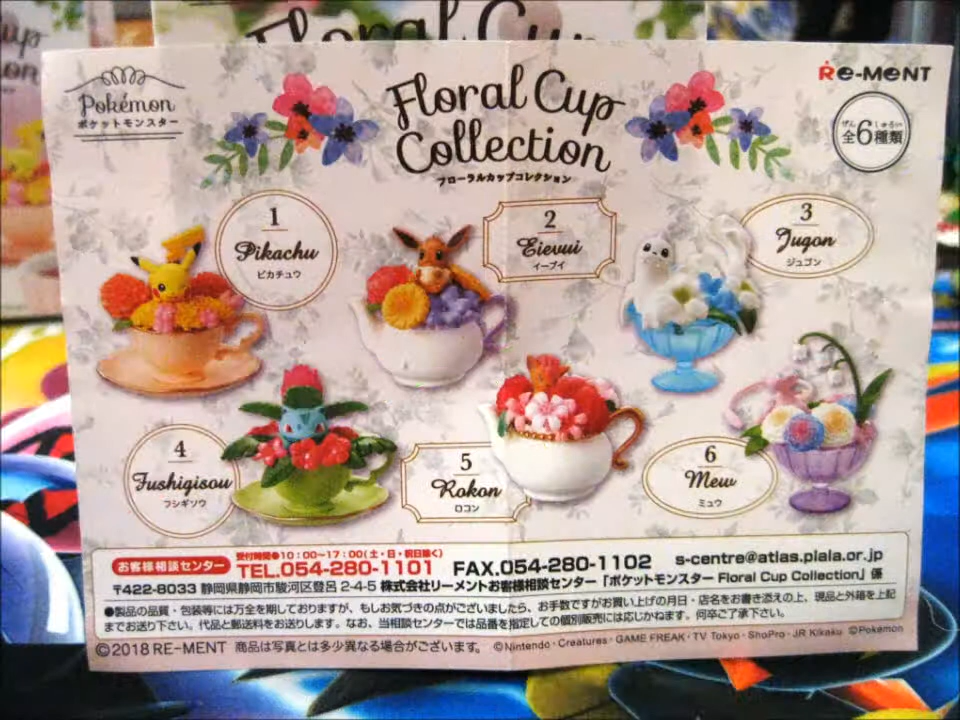 Floral Cup
Pokémon
ポケットモンスター
Floral Cup
Collection
フローラルカップコレクション
RE-MENT
ぜん しゅるい
全6種類
1
Pikachu
ピカチュウ
2
Eievui
イーブイ
3
Jugon
ジュゴン
4
Fushigisou
フシギソウ
5
Rokon
ロコン
6
Mew
ミュウ
お客様相談センター 受付時間●10:00~17:00(土・日・祝日除く)
TEL.054-280-1101 FAX.054-280-1102 s-centre@atlas.plala.or.jp
〒422-8033 静岡県静岡市駿河区登呂 2-4-5 株式会社リーメントお客様相談センター「ポケットモンスター Floral Cup Collection」係
●製品の品質・包装等には万全を期しておりますが、もしお気づきの点がございましたら、お手数ですがお買い上げの月日・店名をお書き添えの上、現品と外箱を上記
までお送り下さい。代品と郵送料をお送りします。なお、当相談センターでは品番を指定しての個別販売には応じかねます。何卒ご了承下さい。
©2018 RE-MENT 商品は写真とは多少異なる場合がございます。 ©Nintendo・Creatures・GAME FREAK・TV Tokyo・ShoPro・JR Kikaku ©Pokémon